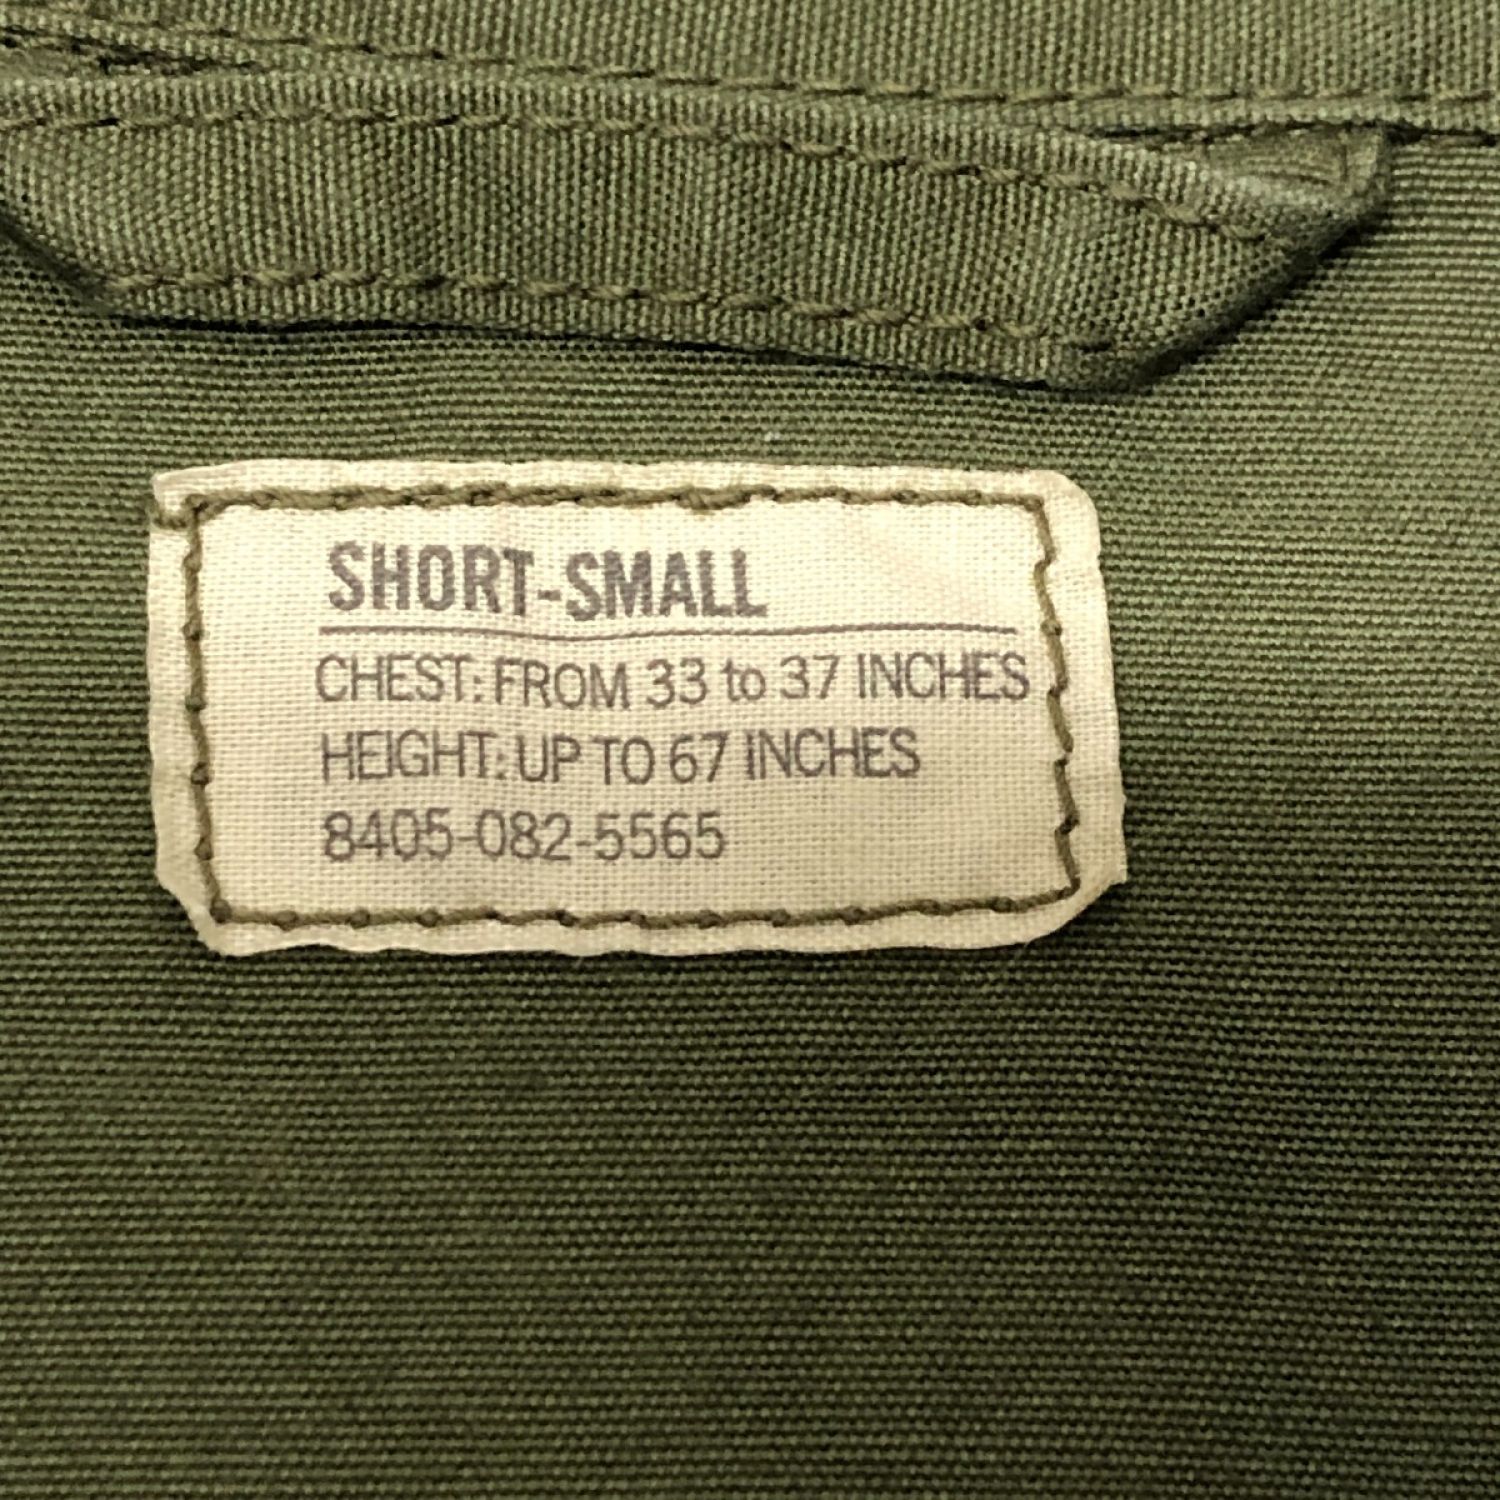 SHORT-SMALL
CHEST: FROM 33 to 37 INCHES
HEIGHT: UP TO 67 INCHES
8405-082-5565